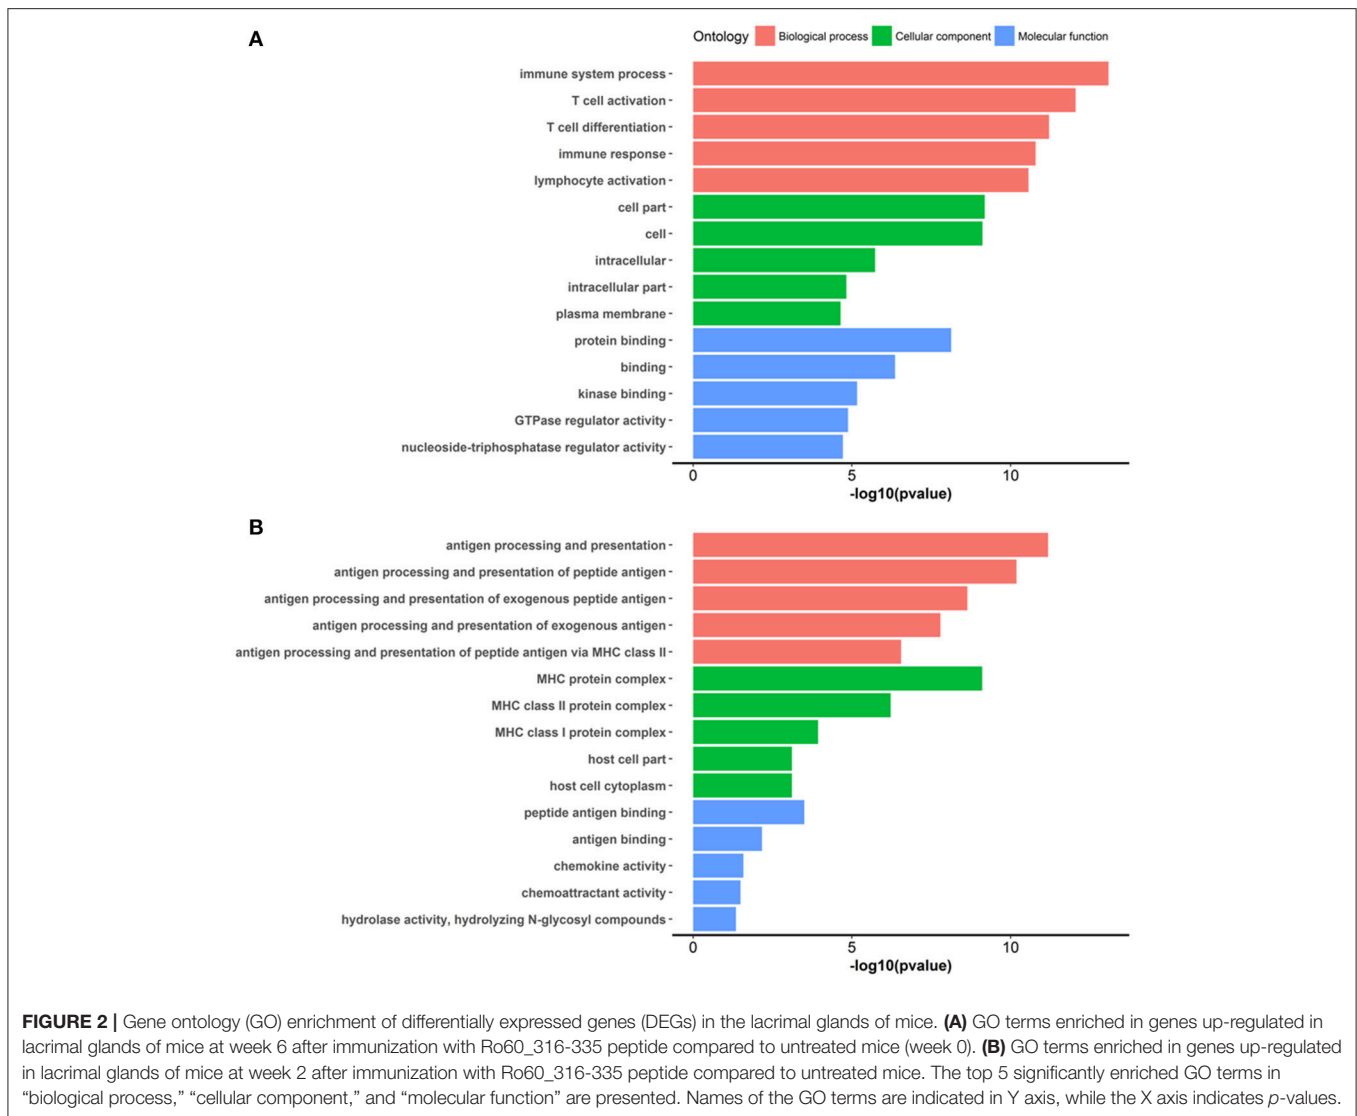 A
Ontology Biological process Cellular component Molecular function
immune system process
T cell activation
T cell differentiation
immune response
lymphocyte activation
cell part
cell
intracellular
intracellular part
plasma membrane
protein binding
binding
kinase binding
GTPase regulator activity
nucleoside-triphosphatase regulator activity
0 5 10
-log10(pvalue)
B
antigen processing and presentation
antigen processing and presentation of peptide antigen
antigen processing and presentation of exogenous peptide antigen
antigen processing and presentation of exogenous antigen
antigen processing and presentation of peptide antigen via MHC class II
MHC protein complex
MHC class II protein complex
MHC class I protein complex
host cell part
host cell cytoplasm
peptide antigen binding
antigen binding
chemokine activity
chemoattractant activity
hydrolase activity, hydrolyzing N-glycosyl compounds
0 5 10
-log10(pvalue)
FIGURE 2 | Gene ontology (GO) enrichment of differentially expressed genes (DEGs) in the lacrimal glands of mice. (A) GO terms enriched in genes up-regulated in
lacrimal glands of mice at week 6 after immunization with Ro60_316-335 peptide compared to untreated mice (week 0). (B) GO terms enriched in genes up-regulated
in lacrimal glands of mice at week 2 after immunization with Ro60_316-335 peptide compared to untreated mice. The top 5 significantly enriched GO terms in
“biological process,” “cellular component,” and “molecular function” are presented. Names of the GO terms are indicated in Y axis, while the X axis indicates p-values.